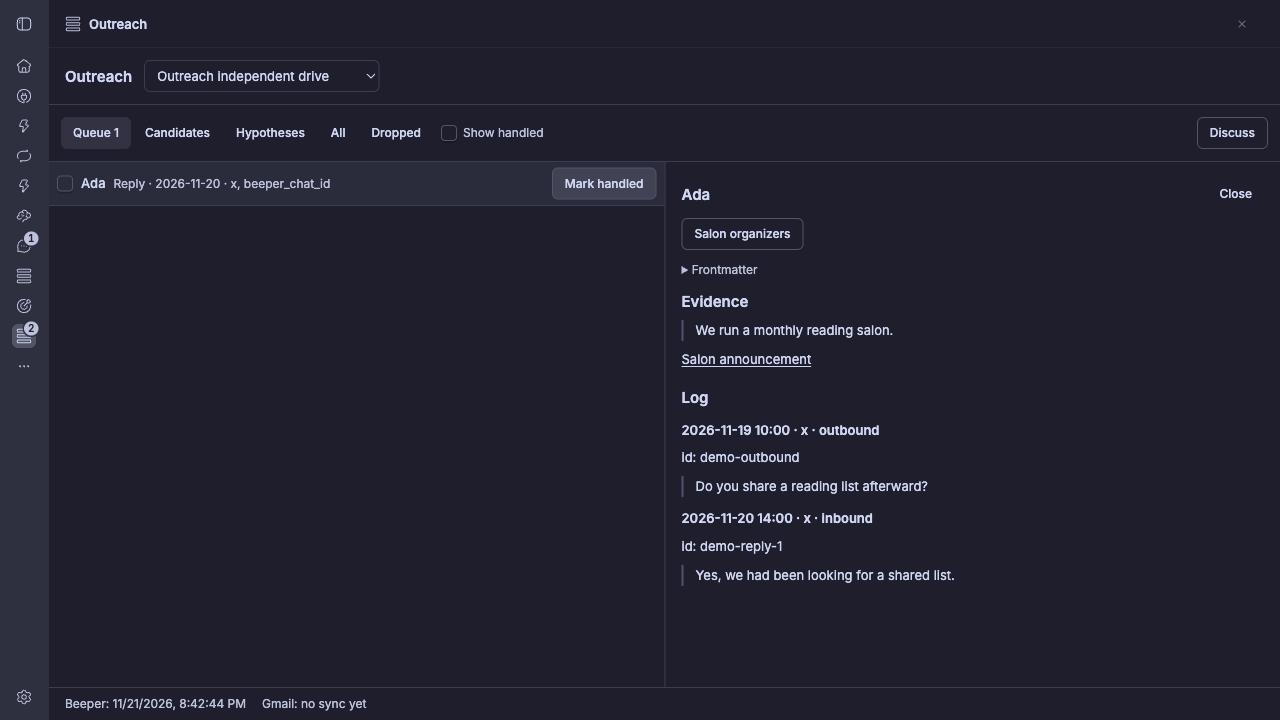 Outreach
Outreach Outreach independent drive
Queue 1 Candidates Hypotheses All Dropped Show handled Discuss
Ada Reply · 2026-11-20 · x, beeper_chat_id Mark handled
Ada Close
Salon organizers
Frontmatter
Evidence
We run a monthly reading salon.
Salon announcement
1
2
Log
2026-11-19 10:00 · x · outbound
id: demo-outbound
Do you share a reading list afterward?
2026-11-20 14:00 · x · inbound
id: demo-reply-1
Yes, we had been looking for a shared list.
Beeper: 11/21/2026, 8:42:44 PM Gmail: no sync yet